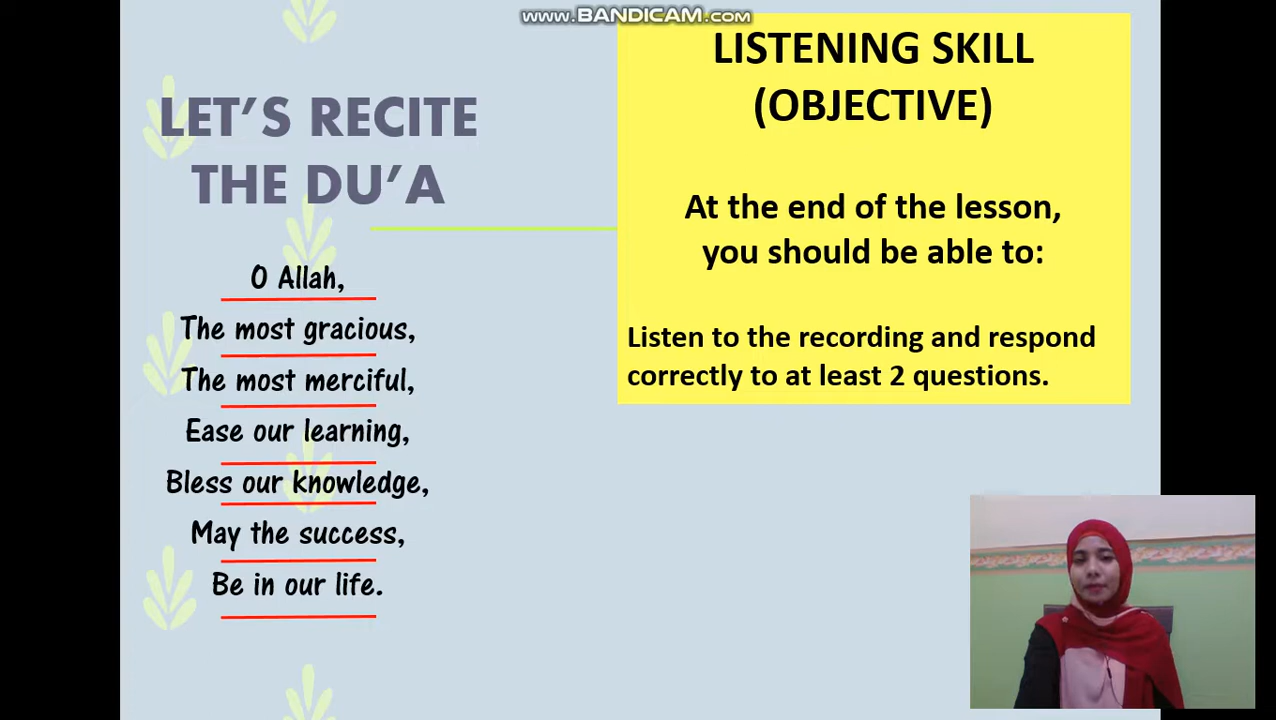 www.BANDICAM.com
LET'S RECITE
THE DU'A
O Allah,
The most gracious,
The most merciful,
Ease our learning,
Bless our knowledge,
May the success,
Be in our life.
LISTENING SKILL
(OBJECTIVE)
At the end of the lesson,
you should be able to:
Listen to the recording and respond
correctly to at least 2 questions.